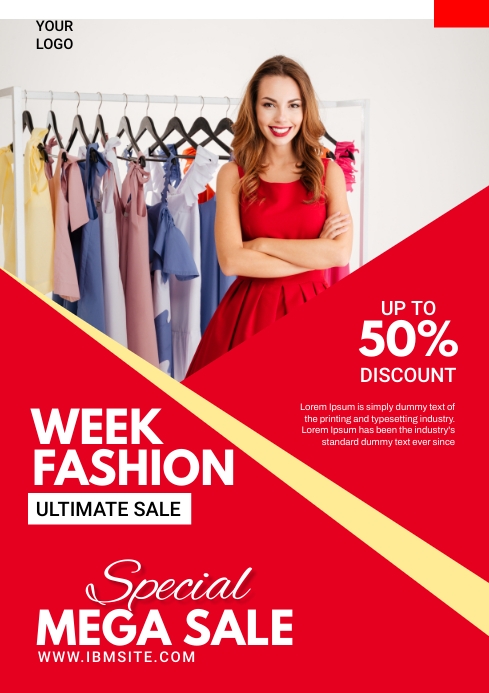 YOUR
LOGO
UP TO
50%
DISCOUNT
Lorem Ipsum is simply dummy text of
the printing and typesetting industry.
Lorem Ipsum has been the industry's
standard dummy text ever since
WEEK
FASHION
ULTIMATE SALE
Special
MEGA SALE
WWW.IBMSITE.COM